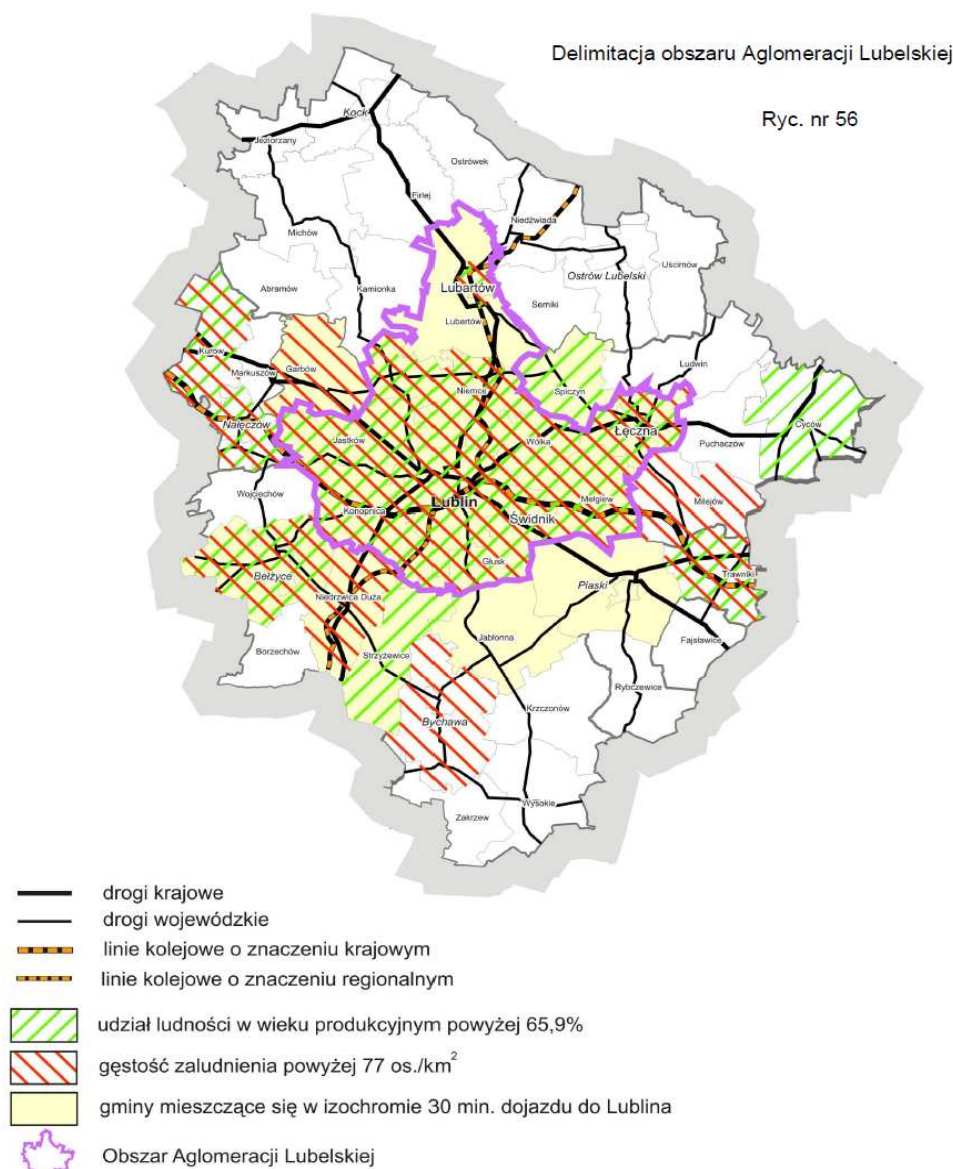 Delimitacja obszaru Aglomeracji Lubelskiej
Ryc. nr 56
Kock
Jeziorzany
Ostrówek
Firlej
Niedźwiada
Michów
Uścimów
Ostrów Lubelski
Abramów
Kamionka
Lubartów
Serniki
Lubertów
Kurów
Markuszów
Garbów
Ludwin
Niemce
Spiczyn
Nałęczów
Jastków
Wólka
Łęczna
Cyców
Puchaczów
Wojciechów
Lublin
Mełgiew
Milejów
Konopnica
Świdnik
Głusk
Bełżyce
Piaski
Trawniki
Niedrzwica Duża
Jabłonna
Fajsławice
Borzechów
Strzyżewice
Rybczewice
Krzczonów
Bychawa
Wysokie
Zakrzew
drogi krajowe
drogi wojewódzkie
linie kolejowe o znaczeniu krajowym
linie kolejowe o znaczeniu regionalnym
udział ludności w wieku produkcyjnym powyżej 65,9%
gęstość zaludnienia powyżej 77 os./km²
gminy mieszczące się w izochromie 30 min. dojazdu do Lublina
Obszar Aglomeracji Lubelskiej